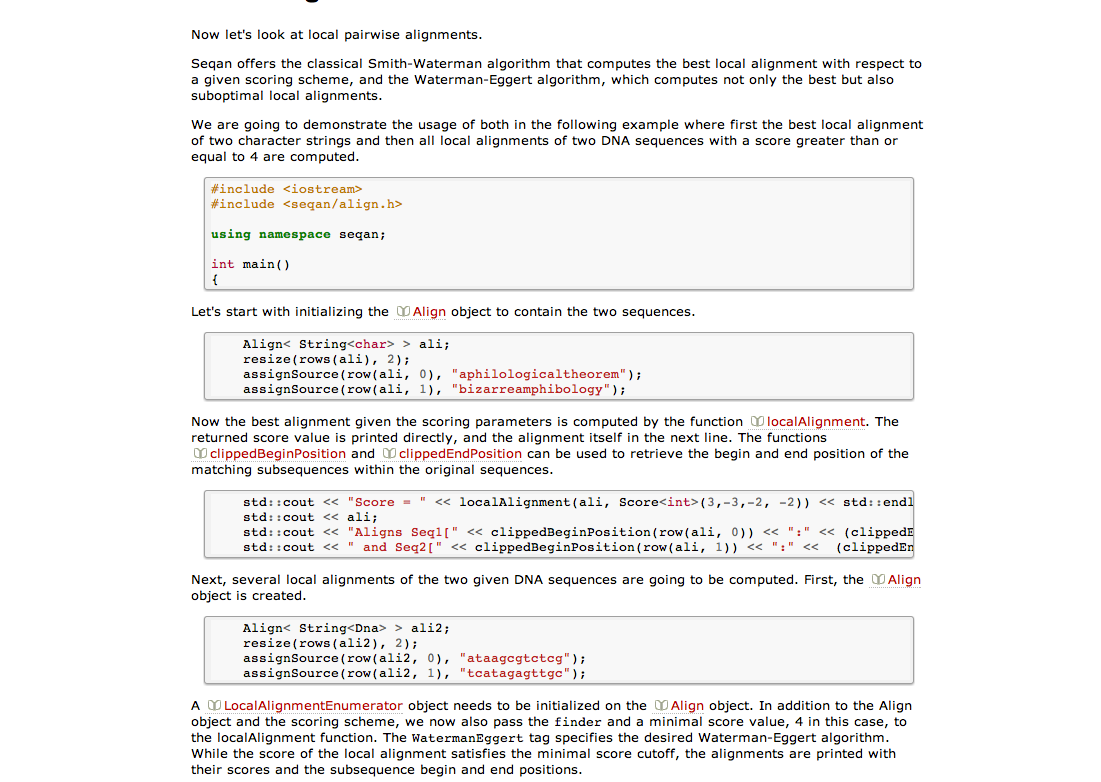 Now let's look at local pairwise alignments.
Seqan offers the classical Smith-Waterman algorithm that computes the best local alignment with respect to
a given scoring scheme, and the Waterman-Eggert algorithm, which computes not only the best but also
suboptimal local alignments.
We are going to demonstrate the usage of both in the following example where first the best local alignment
of two character strings and then all local alignments of two DNA sequences with a score greater than or
equal to 4 are computed.
#include <iostream>
#include <seqan/align.h>
using namespace seqan;
int main()
{
Let's start with initializing the Align object to contain the two sequences.
Align< String<char> > ali;
resize(rows(ali), 2);
assignSource(row(ali, 0), "aphilologicaltheorem");
assignSource(row(ali, 1), "bizarreamphibology");
Now the best alignment given the scoring parameters is computed by the function localAlignment. The
returned score value is printed directly, and the alignment itself in the next line. The functions
clippedBeginPosition and clippedEndPosition can be used to retrieve the begin and end position of the
matching subsequences within the original sequences.
std::cout << "Score = " << localAlignment(ali, Score<int>(3,-3,-2, -2)) << std::endl
std::cout << ali;
std::cout << "Aligns Seq1[" << clippedBeginPosition(row(ali, 0)) << ":" << (clippedE
std::cout << " and Seq2[" << clippedBeginPosition(row(ali, 1)) << ":" << (clippedEn
Next, several local alignments of the two given DNA sequences are going to be computed. First, the Align
object is created.
Align< String<Dna> > ali2;
resize(rows(ali2), 2);
assignSource(row(ali2, 0), "ataagcgtctcg");
assignSource(row(ali2, 1), "tcatagagttgc");
A LocalAlignmentEnumerator object needs to be initialized on the Align object. In addition to the Align
object and the scoring scheme, we now also pass the finder and a minimal score value, 4 in this case, to
the localAlignment function. The WatermanEggert tag specifies the desired Waterman-Eggert algorithm.
While the score of the local alignment satisfies the minimal score cutoff, the alignments are printed with
their scores and the subsequence begin and end positions.